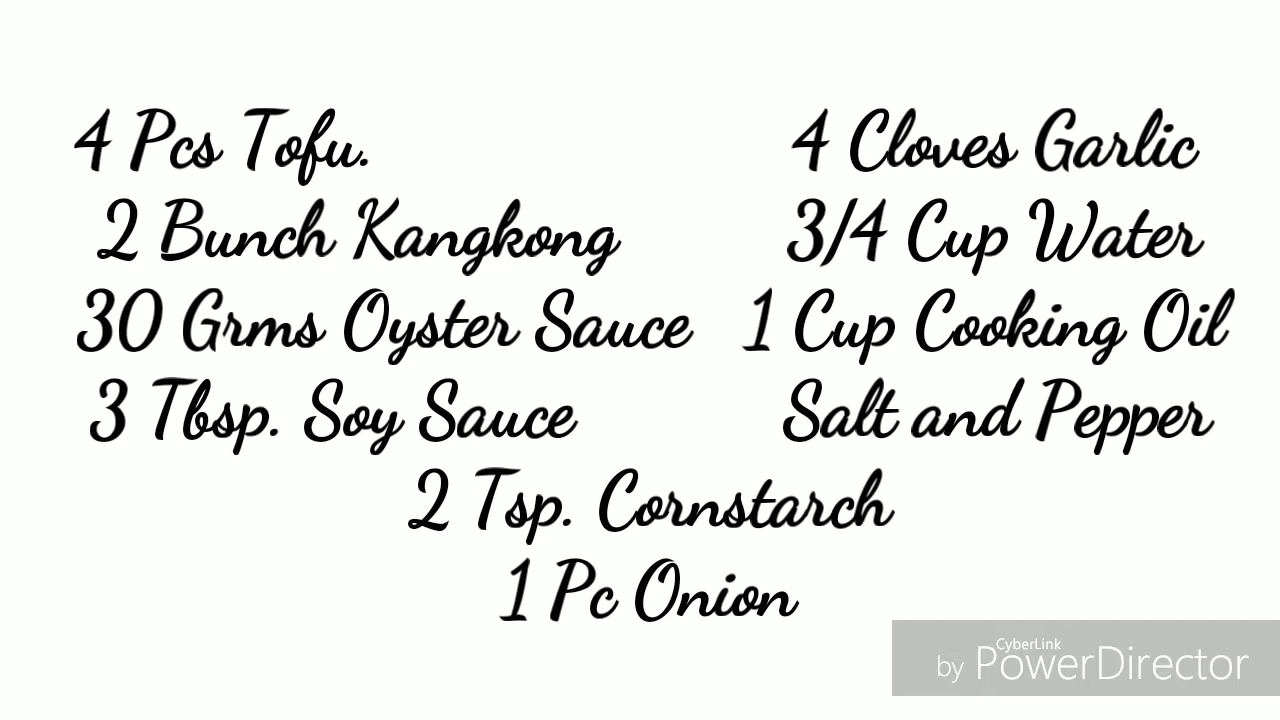 4 Pcs Tofu.
2 Bunch Kangkong
30 Grms Oyster Sauce
3 Tbsp. Soy Sauce
4 Cloves Garlic
3/4 Cup Water
1 Cup Cooking Oil
Salt and Pepper
2 Tsp. Cornstarch
1 Pc Onion
CyberLink
by PowerDirector